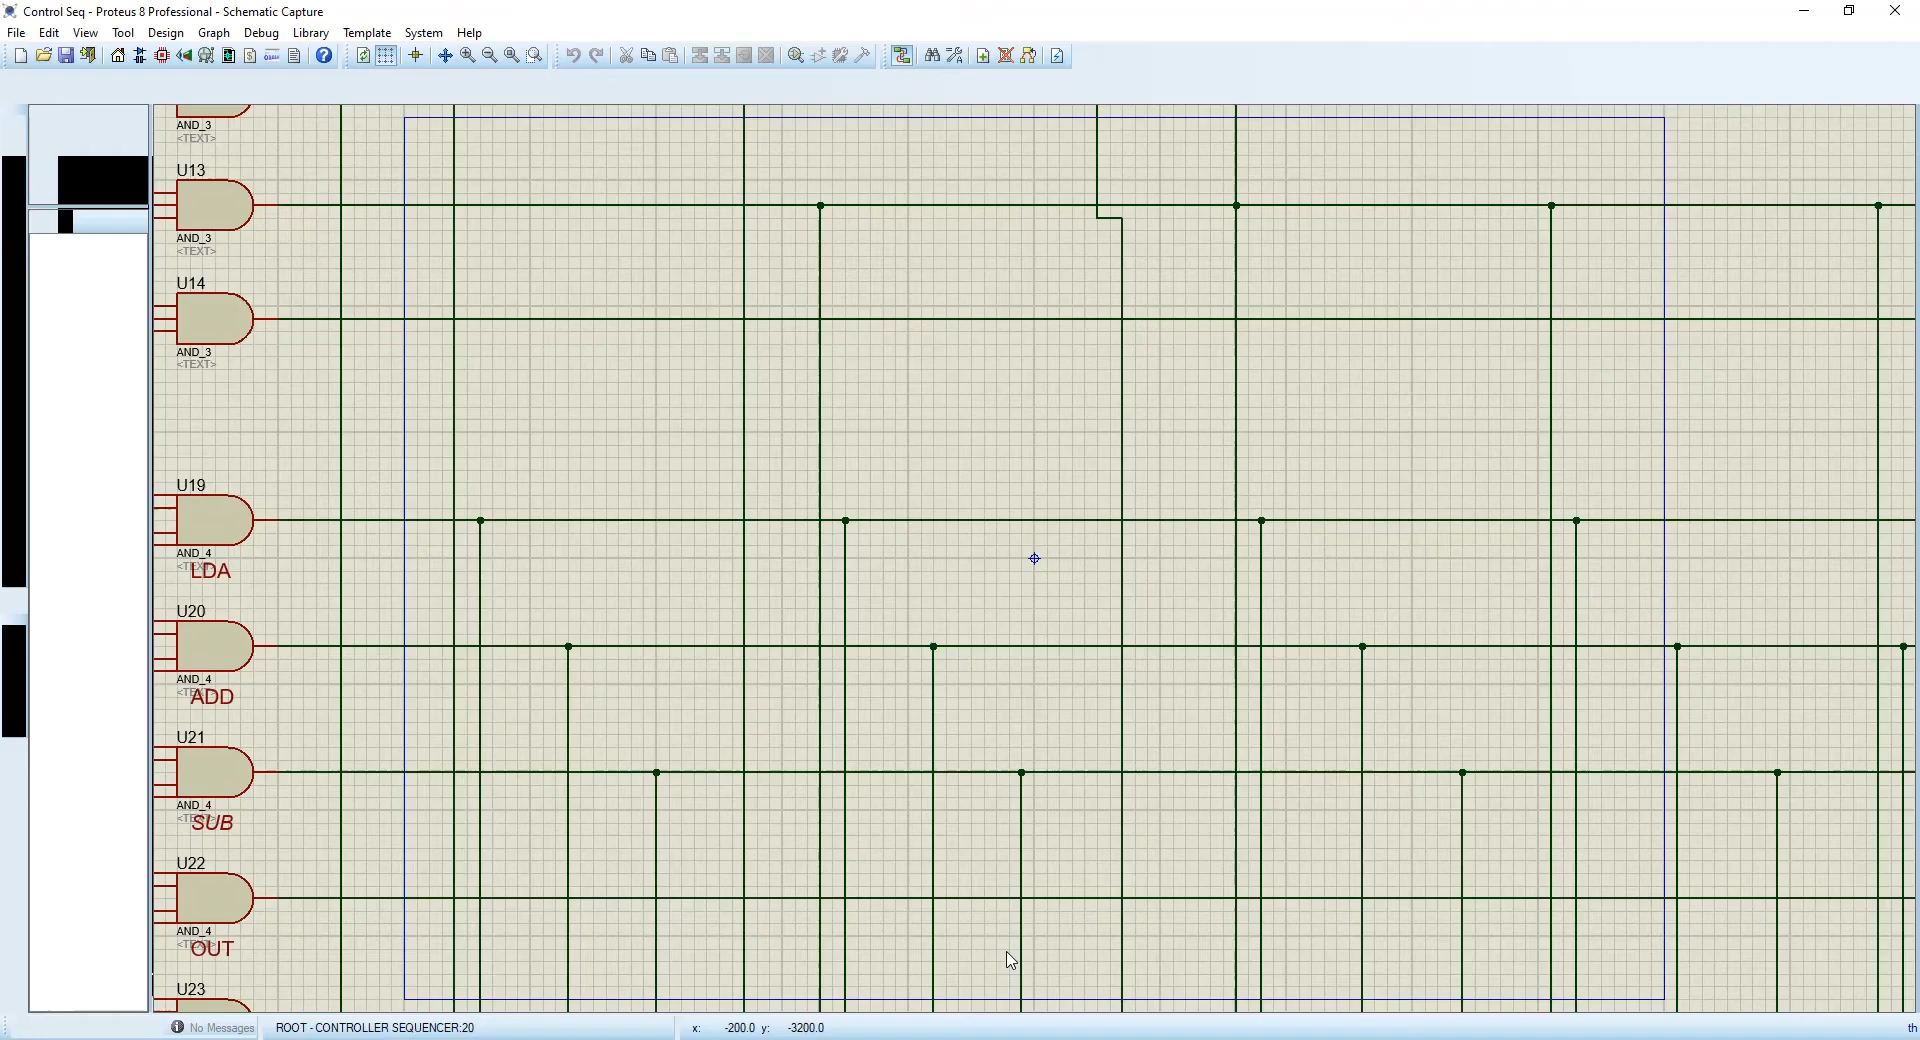 Control Seq - Proteus 8 Professional - Schematic Capture
File Edit View Tool Design Graph Debug Library Template System Help
AND_3
<TEXT>
U13
AND_3
<TEXT>
U14
AND_3
<TEXT>
U19
AND_4
<TEXT>
LDA
U20
AND_4
ADD
U21
AND_4
SUB
U22
AND_4
OUT
U23
No Messages
ROOT - CONTROLLER SEQUENCER:20
x: -200.0 y: -3200.0
th